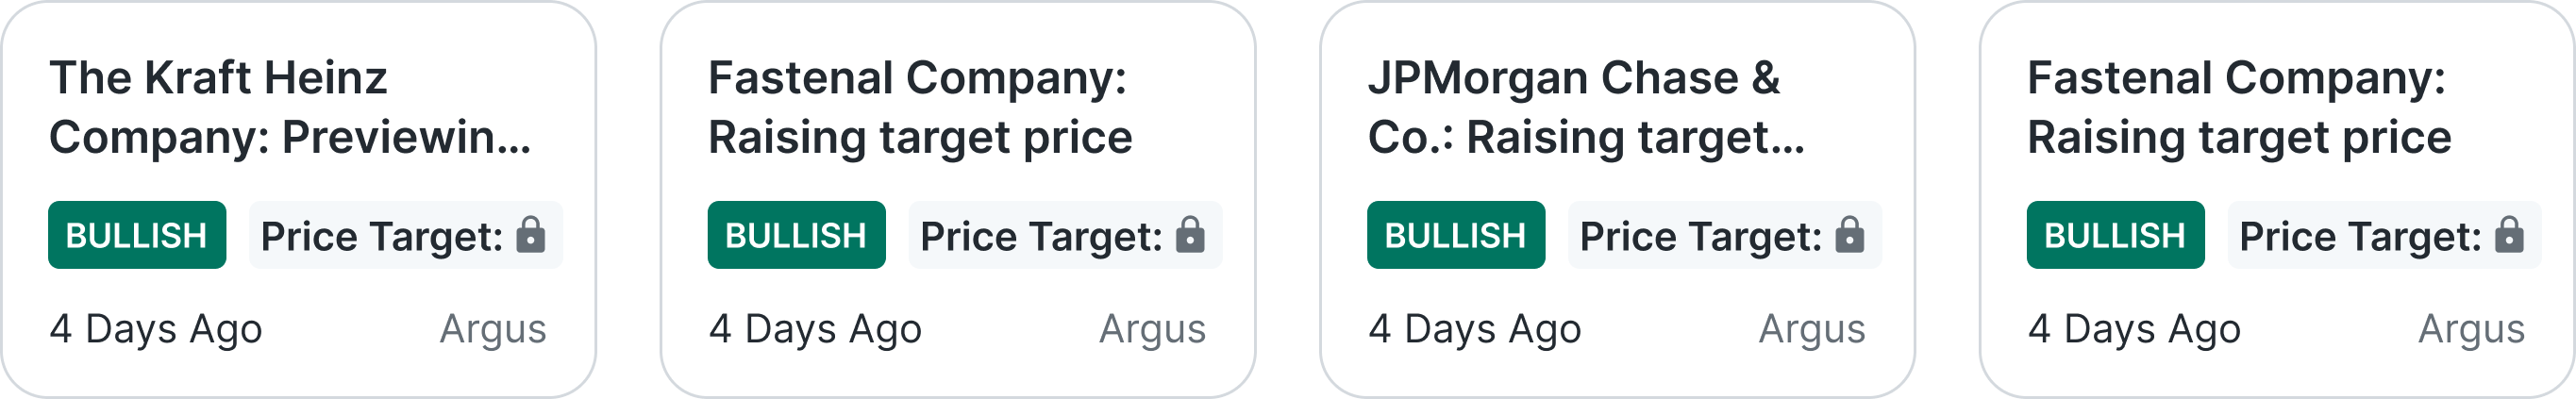 The Kraft Heinz
Company: Previewin...
BULLISH Price Target:
4 Days Ago Argus
Fastenal Company:
Raising target price
BULLISH Price Target:
4 Days Ago Argus
JPMorgan Chase &
Co.: Raising target...
BULLISH Price Target:
4 Days Ago Argus
Fastenal Company:
Raising target price
BULLISH Price Target:
4 Days Ago Argus